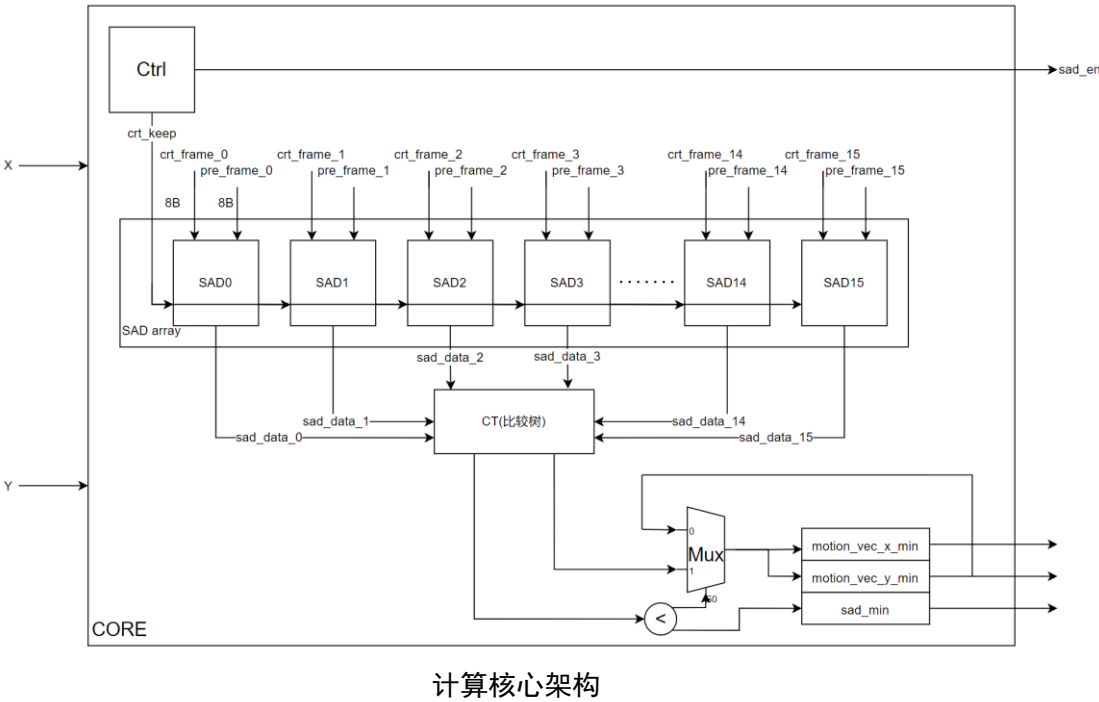 Ctrl
sad_en
crt_keep
X
crt_frame_0
crt_frame_1
crt_frame_2
crt_frame_3
crt_frame_14
crt_frame_15
pre_frame_0
pre_frame_1
pre_frame_2
pre_frame_3
pre_frame_14
pre_frame_15
8B
8B
SAD0
SAD1
SAD2
SAD3
.......
SAD14
SAD15
SAD array
sad_data_2
sad_data_3
sad_data_1
CT(比较树)
sad_data_14
sad_data_0
sad_data_15
Y
0
Mux
1
S0
<
motion_vec_x_min
motion_vec_y_min
sad_min
CORE
计算核心架构